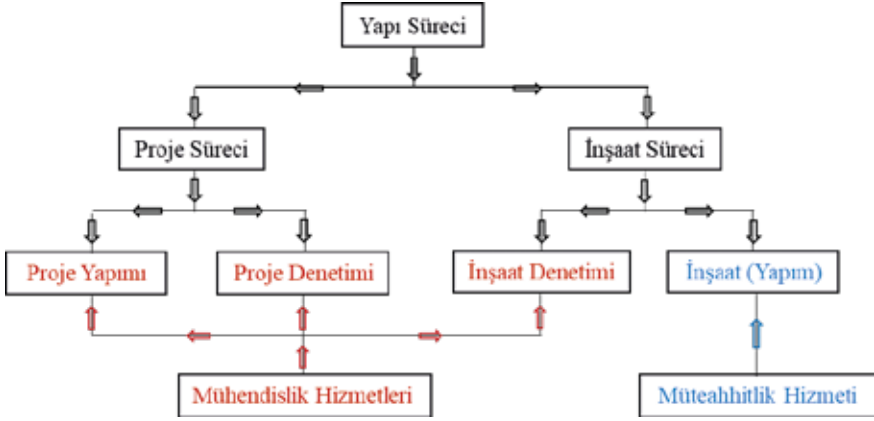 Yapı Süreci
Proje Süreci
İnşaat Süreci
Proje Yapımı
Proje Denetimi
İnşaat Denetimi
İnşaat (Yapım)
Mühendislik Hizmetleri
Müteahhitlik Hizmeti